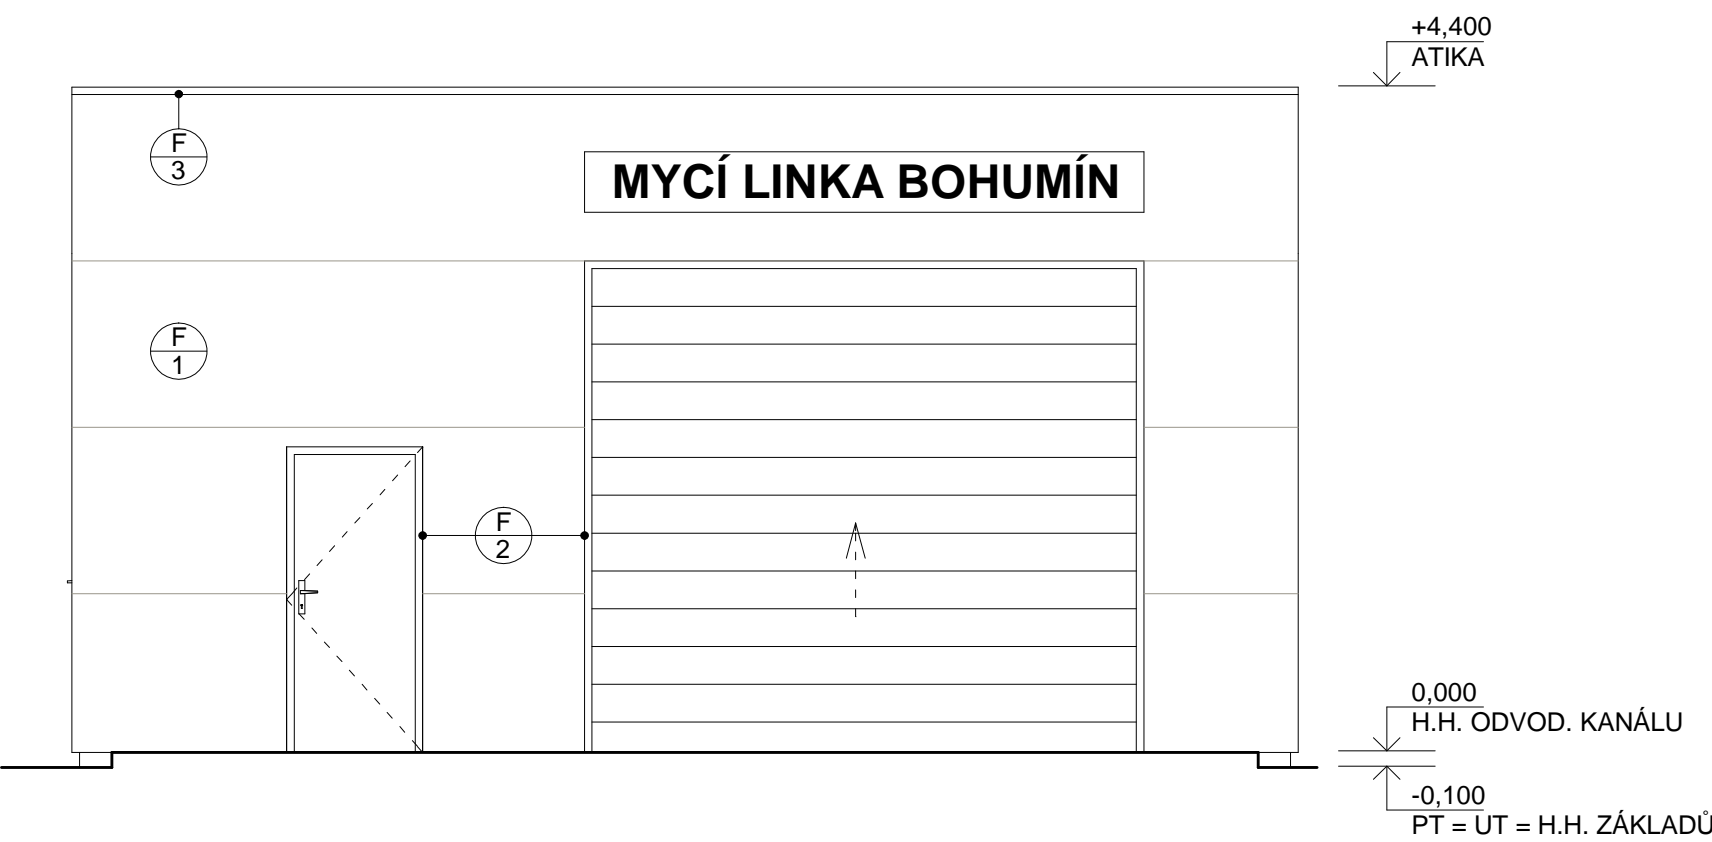 +4,400
ATIKA
F
3
MYCÍ LINKA BOHUMÍN
F
1
F
2
0,000
H.H. ODVOD. KANÁLU
-0,100
PT = UT = H.H. ZÁKLADŮ